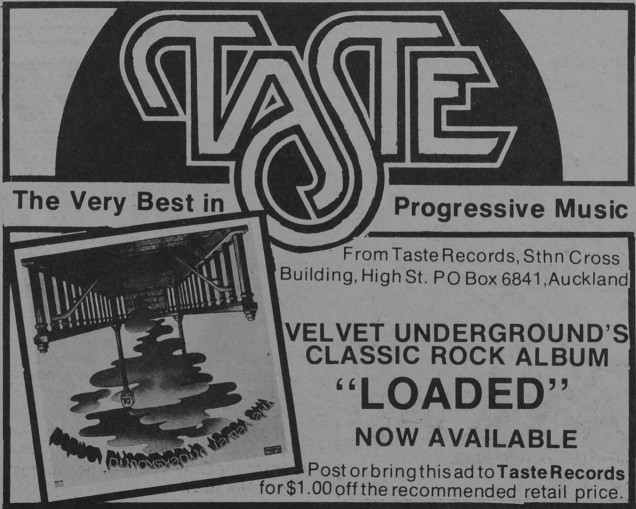 TASTE
The Very Best in Progressive Music
From Taste Records, Sthn Cross
Building, High St. PO Box 6841, Auckland
VELVET UNDERGROUND'S
CLASSIC ROCK ALBUM
“LOADED”
NOW AVAILABLE
Post or bring this ad to Taste Records
for $1.00 off the recommended retail price.